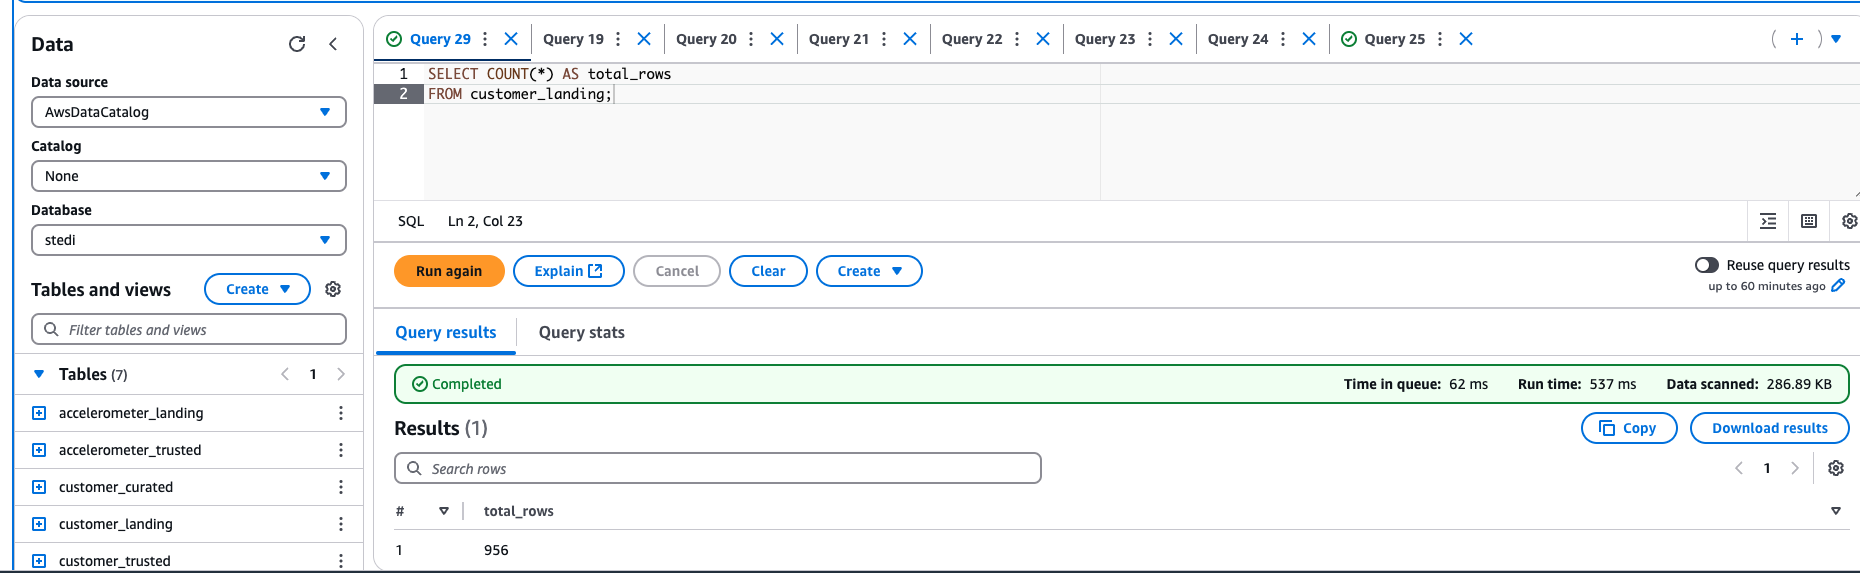 Data
Data source
AwsDataCatalog
Catalog
None
Database
stedi
Tables and views
Create
Filter tables and views
Tables (7)
1
accelerometer_landing
accelerometer_trusted
customer_curated
customer_landing
customer_trusted
Query 29
Query 19
Query 20
Query 21
Query 22
Query 23
Query 24
Query 25
1 SELECT COUNT(*) AS total_rows
2 FROM customer_landing;
SQL Ln 2, Col 23
Run again
Explain
Cancel
Clear
Create
Reuse query results
up to 60 minutes ago
Query results
Query stats
Completed
Time in queue: 62 ms
Run time: 537 ms
Data scanned: 286.89 KB
Results (1)
Copy
Download results
Search rows
1
# total_rows
1 956